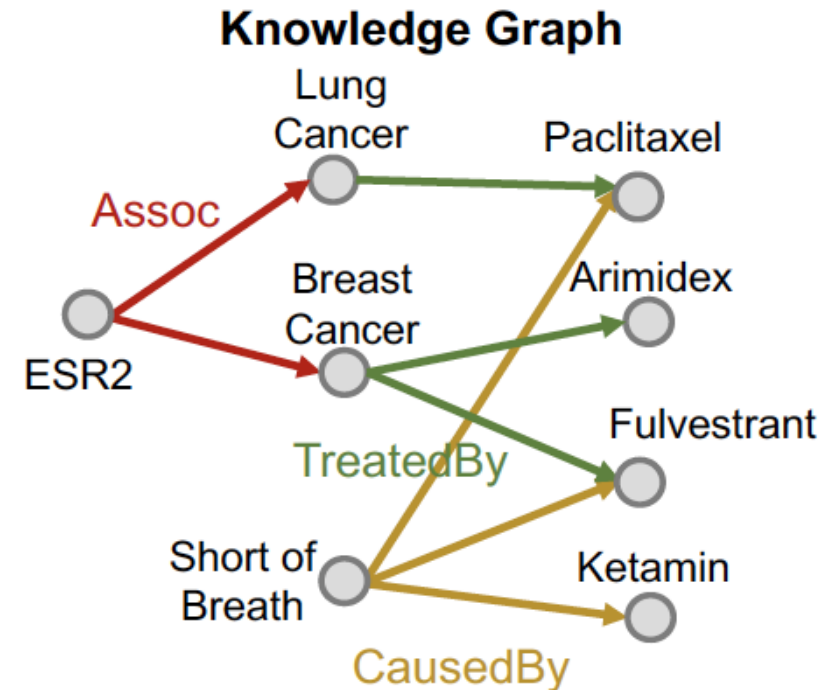 Knowledge Graph
Lung
Cancer
Paclitaxel
Assoc
Breast
Cancer
Arimidex
ESR2
Fulvestrant
TreatedBy
Short of
Breath
Ketamin
CausedBy